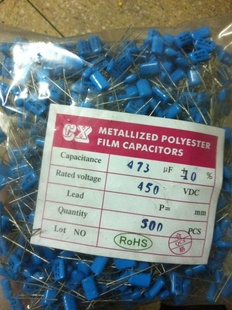 CX METALLIZED POLYESTER
FILM CAPACITORS
Capacitance 473 μF ± 10 %
Rated voltage 450 VDC
Lead P= mm
Quantity 500 PCS
Lot NO RoHS